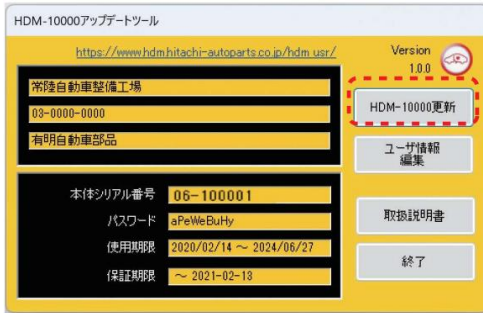 HDM-10000アップデートツール
https://www.hdm.hitachi-autoparts.co.jp/hdm_usr/
Version
1.0.0
常陸自動車整備工場
03-0000-0000
有明自動車部品
HDM-10000更新
ユーザ情報
編集
本体シリアル番号 06-100001
パスワード aPeWeBuHy
使用期限 2020/02/14 ～ 2024/06/27
保証期限 ～ 2021-02-13
取扱説明書
終了